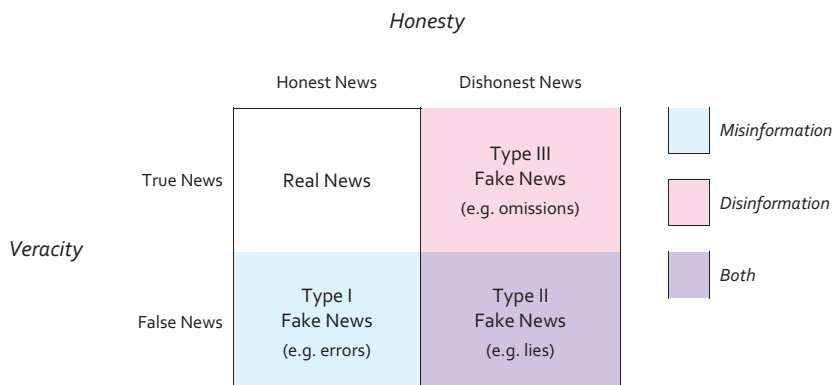 Honesty
Honest News
Dishonest News
Misinformation
True News
Real News
Type III
Fake News
(e.g. omissions)
Disinformation
Veracity
Both
False News
Type I
Fake News
(e.g. errors)
Type II
Fake News
(e.g. lies)